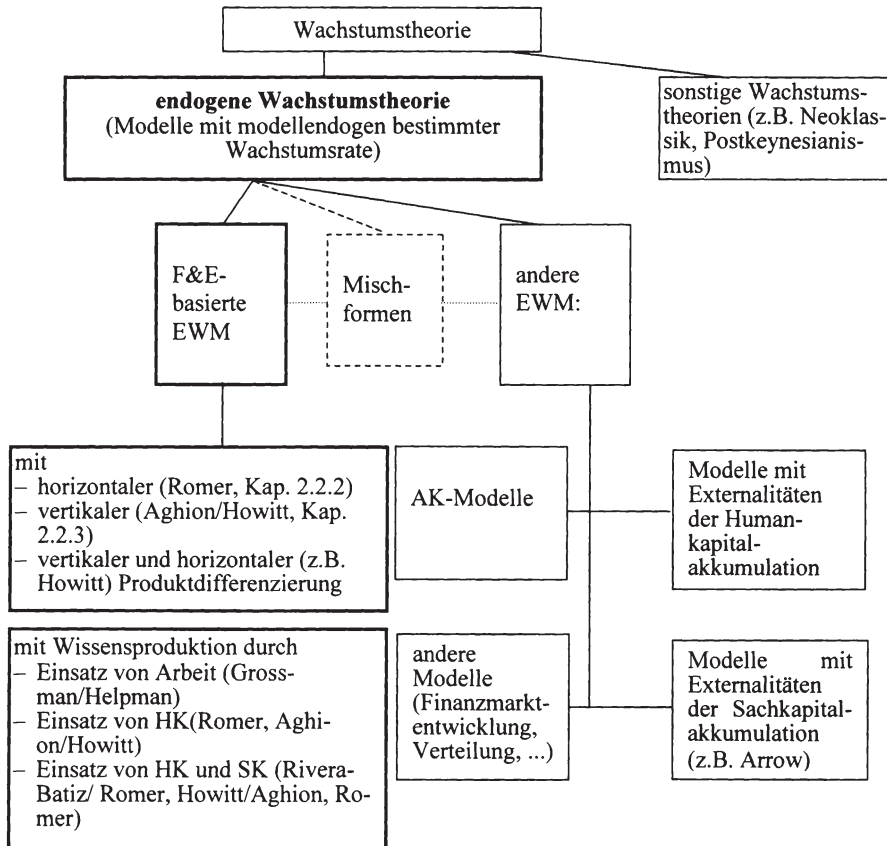 Wachstumstheorie
endogene Wachstumstheorie
(Modelle mit modellendogen bestimmter
Wachstumsrate)
sonstige Wachstums-
theorien (z.B. Neoklas-
sik, Postkeynesianis-
mus)
F&E-
basierte
EWM
Misch-
formen
andere
EWM:
mit
– horizontaler (Romer, Kap. 2.2.2)
– vertikaler (Aghion/Howitt, Kap.
2.2.3)
– vertikaler und horizontaler (z.B.
Howitt) Produktdifferenzierung
AK-Modelle
Modelle mit
Externalitäten
der Human-
kapital-
akkumulation
mit Wissensproduktion durch
– Einsatz von Arbeit (Gross-
man/Helpman)
– Einsatz von HK(Romer, Aghi-
on/Howitt)
– Einsatz von HK und SK (Rivera-
Batiz/ Romer, Howitt/Aghion, Ro-
mer)
andere
Modelle
(Finanzmarkt-
entwicklung,
Verteilung, ...)
Modelle mit
Externalitäten
der Sachkapital-
akkumulation
(z.B. Arrow)